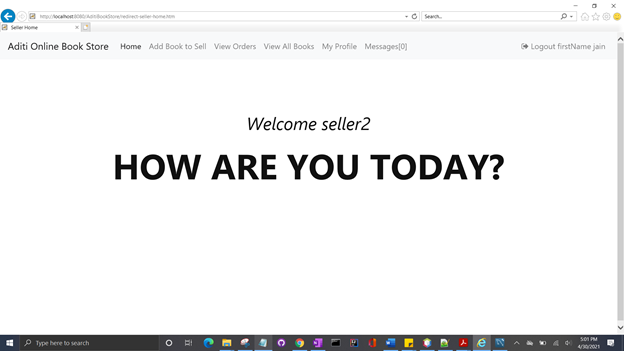 http://localhost:8080/AditiBookStore/redirect-seller-home.htm
Search...
Seller Home
Aditi Online Book Store Home Add Book to Sell View Orders View All Books My Profile Messages[0] Logout firstName jain
Welcome seller2
HOW ARE YOU TODAY?
Type here to search
5:01 PM
4/30/2021